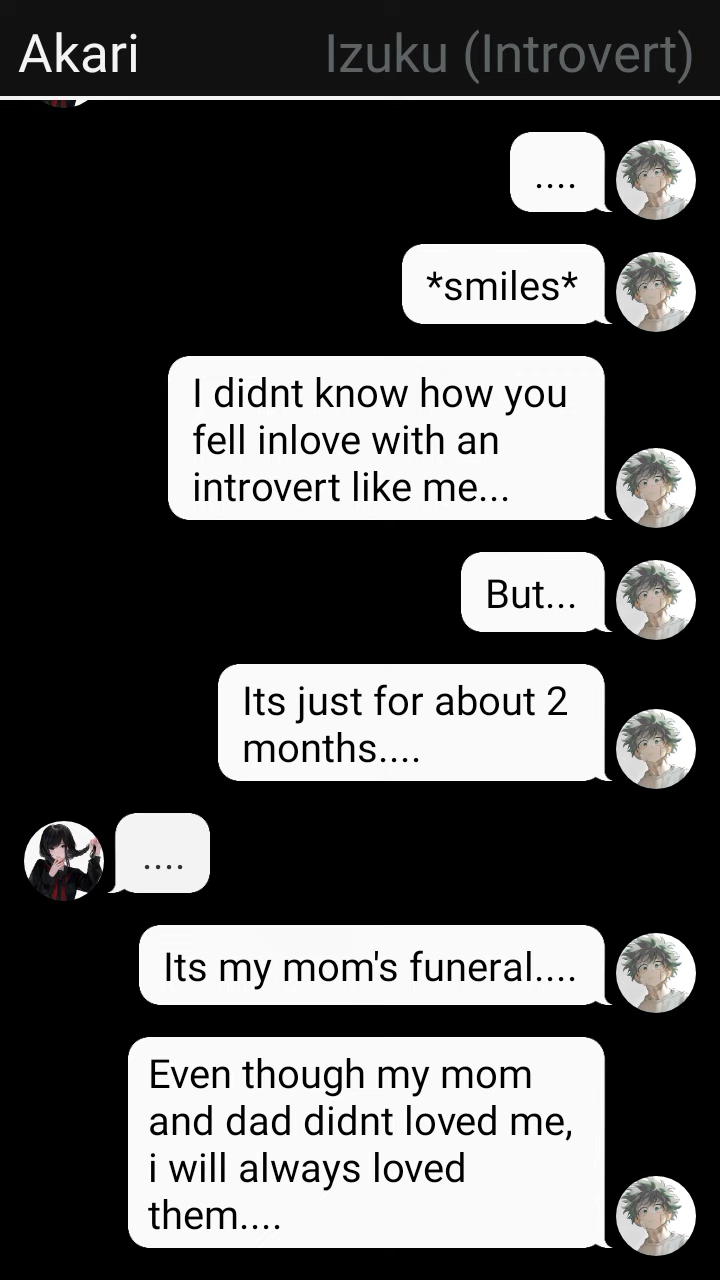 Akari
Izuku (Introvert)
....
*smiles*
I didnt know how you
fell inlove with an
introvert like me...
But...
Its just for about 2
months....
....
Its my mom's funeral....
Even though my mom
and dad didnt loved me,
i will always loved
them....